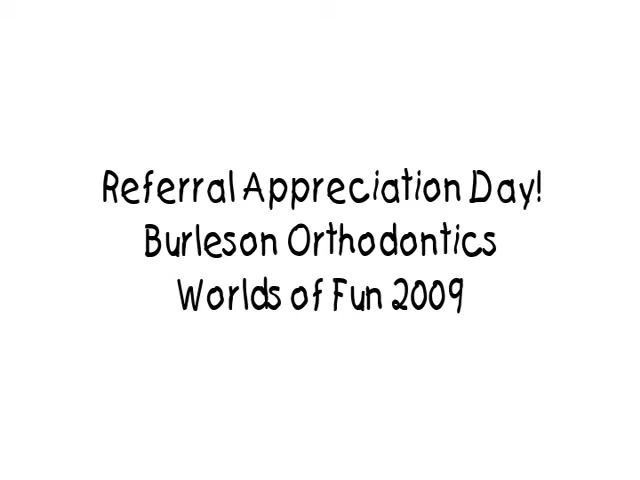 Referral Appreciation Day!
Burleson Orthodontics
Worlds of Fun 2009